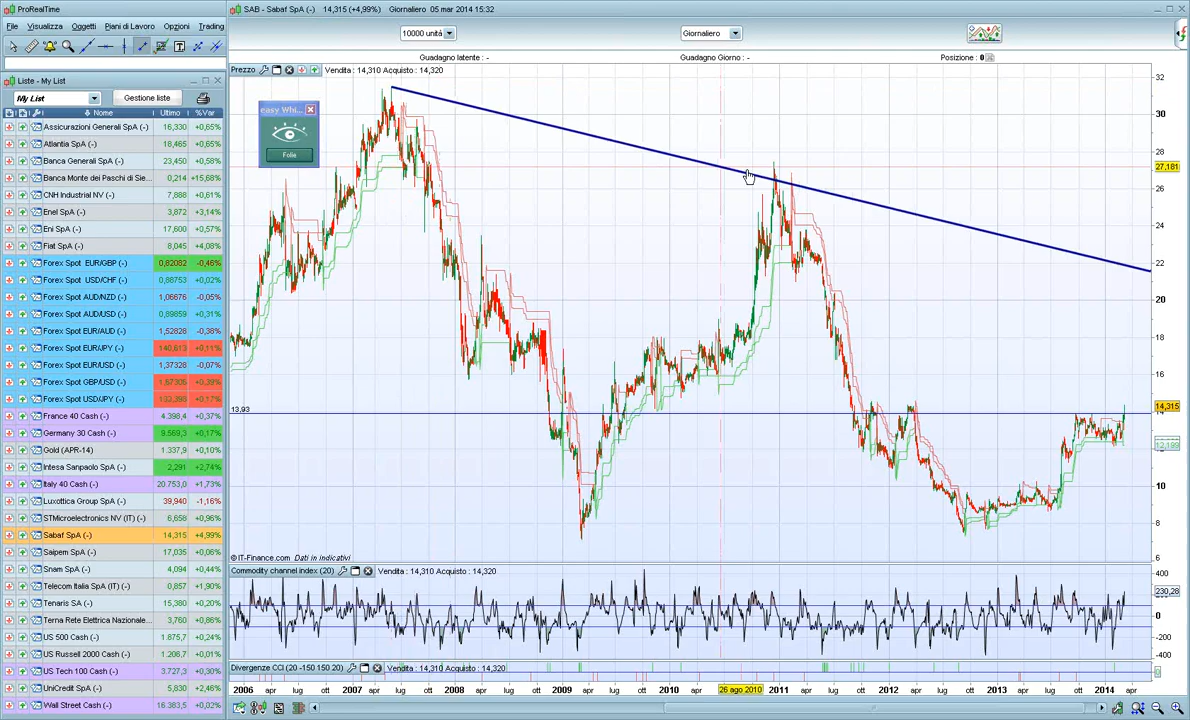 ProRealTime
SAB - Sabaf SpA (-)   14,315 (+4,99%)   Giornaliero   05 mar 2014 15:32
File Visualizza Oggetti Piani di Lavoro Opzioni Trading
10000 unità
Giornaliero
Guadagno latente : -
Guadagno Giorno : -
Posizione : 0
Liste - My List
Prezzo
Vendita : 14,310 Acquisto : 14,320
My List
Gestione liste
Nome Ultimo %Var
Assicurazioni Generali SpA (-) 16,330 +0,65%
Atlantia SpA (-) 18,465 +0,65%
Banca Generali SpA (-) 23,450 +0,58%
Banca Monte dei Paschi di Sie... 0,214 +15,68%
CNH Industrial NV (-) 7,888 +0,61%
Enel SpA (-) 3,872 +3,14%
Eni SpA (-) 17,600 +0,57%
Fiat SpA (-) 8,045 +4,08%
Forex Spot EUR/GBP (-) 0,82082 -0,46%
Forex Spot USD/CHF (-) 0,88753 +0,02%
Forex Spot AUD/NZD (-) 1,06676 -0,05%
Forex Spot AUD/USD (-) 0,89859 +0,31%
Forex Spot EUR/AUD (-) 1,52828 -0,38%
Forex Spot EUR/JPY (-) 140,613 +0,11%
Forex Spot EUR/USD (-) 1,37328 -0,07%
Forex Spot GBP/USD (-) 1,67306 +0,39%
Forex Spot USD/JPY (-) +0,17%
France 40 Cash (-) 4.398,4 +0,37%
Germany 30 Cash (-) 9.569,3 +0,17%
Gold (APR-14) 1.337,9 +0,10%
Intesa Sanpaolo SpA (-) 2,291 +2,74%
Italy 40 Cash (-) 20.753,0 +1,73%
Luxottica Group SpA (-) 39,940 -1,16%
STMicroelectronics NV (IT) (-) 6,658 +0,96%
Sabaf SpA (-) 14,315 +4,99%
Saipem SpA (-) 17,035 +0,06%
Snam SpA (-) 4,094 +0,44%
Telecom Italia SpA (IT) (-) 0,857 +1,90%
Tenaris SA (-) 15,380 +0,20%
Terna Rete Elettrica Nazionale... 3,760 +0,21%
US 500 Cash (-) 1.875,7 +0,24%
US Russell 2000 Cash (-) 1.206,7 +0,01%
US Tech 100 Cash (-) 3.727,3 +0,30%
UniCredit SpA (-) 5,830 +2,46%
Wall Street Cash (-) 16.383,5 +0,02%
easy Whi...
Folie
32
30
28
27,181
26
24
22
20
18
16
14,315
14
13,93
12,189
10
8
6
© IT-Finance.com Dati in indicativi
Commodity channel index (20)
Vendita : 14,310 Acquisto : 14,320
400
230,28
0
-200
-400
Divergenze CCI (20 -150 150 20)
Vendita : 14,310 Acquisto : 14,320
2006 apr lug ott 2007 apr lug ott 2008 apr lug ott 2009 apr lug ott 2010 apr lug 26 ago 2010 2011 apr lug ott 2012 apr lug ott 2013 apr lug ott 2014 apr